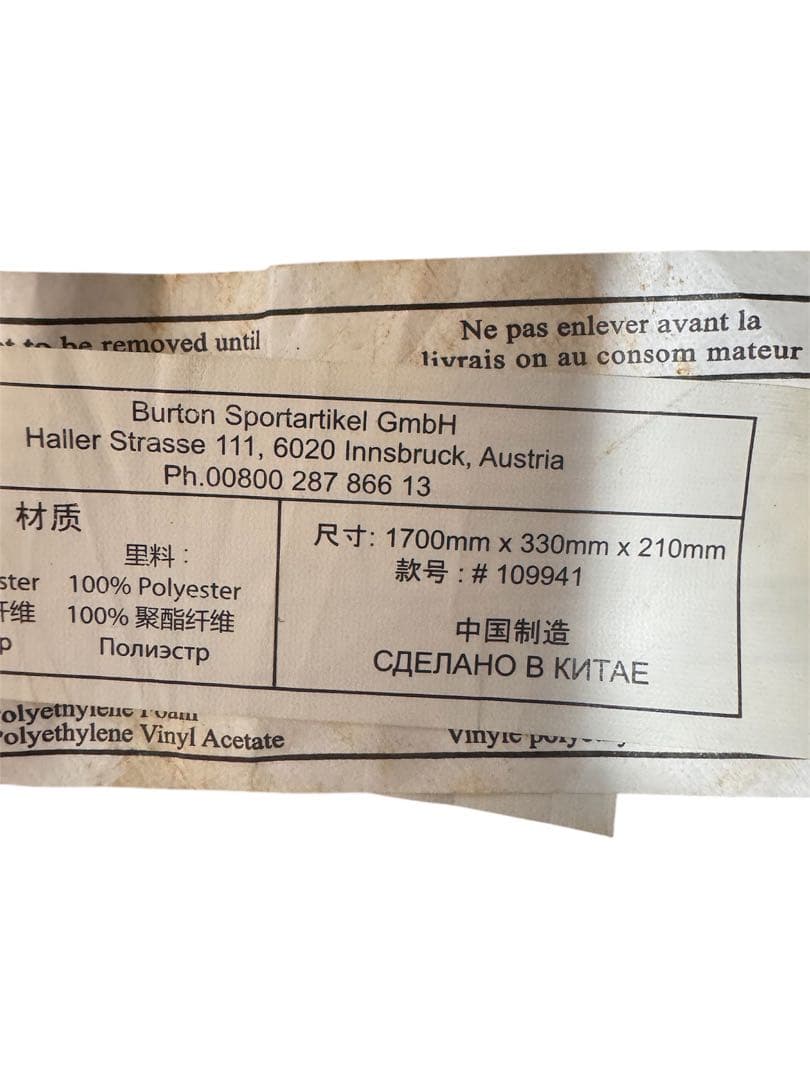 to be removed until
Ne pas enlever avant la
livrais on au consom mateur
Burton Sportartikel GmbH
Haller Strasse 111, 6020 Innsbruck, Austria
Ph.00800 287 866 13
材质
里料：
ster 100% Polyester
纤维 100% 聚酯纤维
р Полиэстр
尺寸: 1700mm x 330mm x 210mm
款号 : # 109941
中国制造
СДЕЛАНО В КИТАЕ
olyethylene Foam
olyethylene Vinyl Acetate
Vinyle